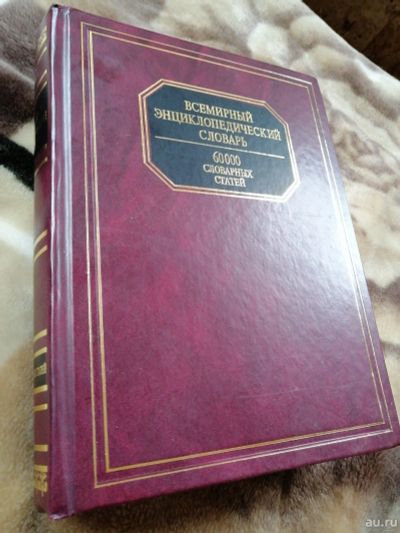 ВСЕМИРНЫЙ
ЭНЦИКЛОПЕДИЧЕСКИЙ
СЛОВАРЬ
60000
СЛОВАРНЫХ
СТАТЕЙ
au.ru